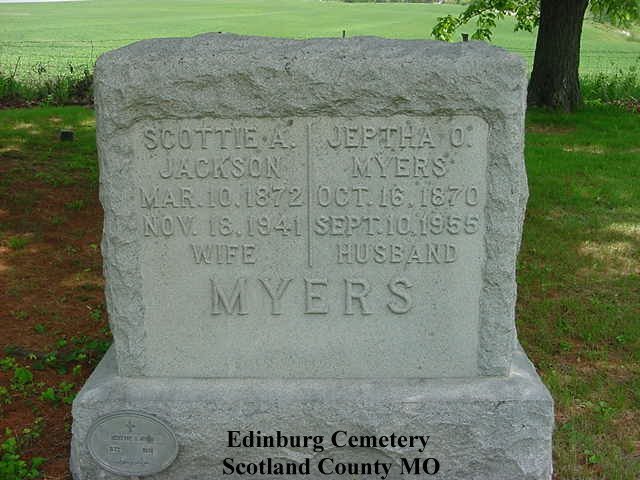 SCOTTIE A.
JACKSON
MAR. 10. 1872
NOV. 18. 1941
WIFE
JEPTHA O.
MYERS
OCT. 16. 1870
SEPT. 10. 1955
HUSBAND
MYERS
Edinburg Cemetery
Scotland County MO